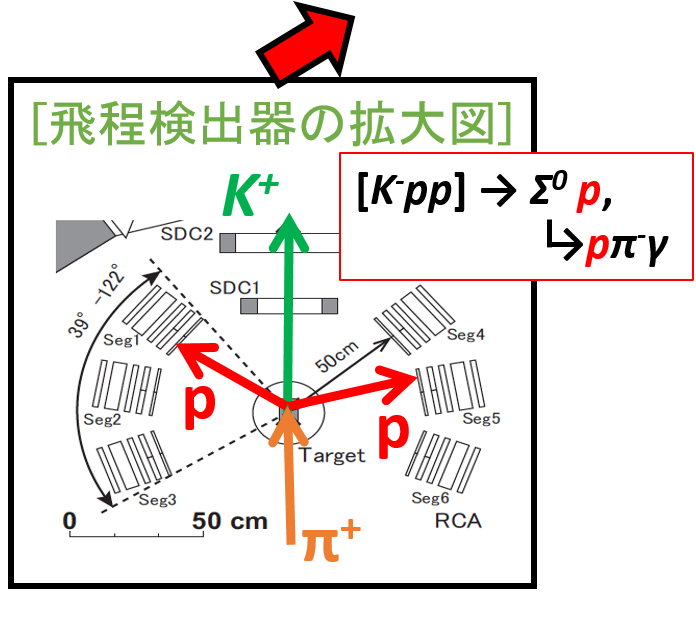 [飛程検出器の拡大図]
[K⁻pp] → Σ⁰ p,
↳pπ⁻γ
K⁺
SDC2
SDC1
39° –122°
Seg1
Seg2
Seg3
50cm
Seg4
Seg5
Seg6
p
p
Target
RCA
0 50 cm
π⁺